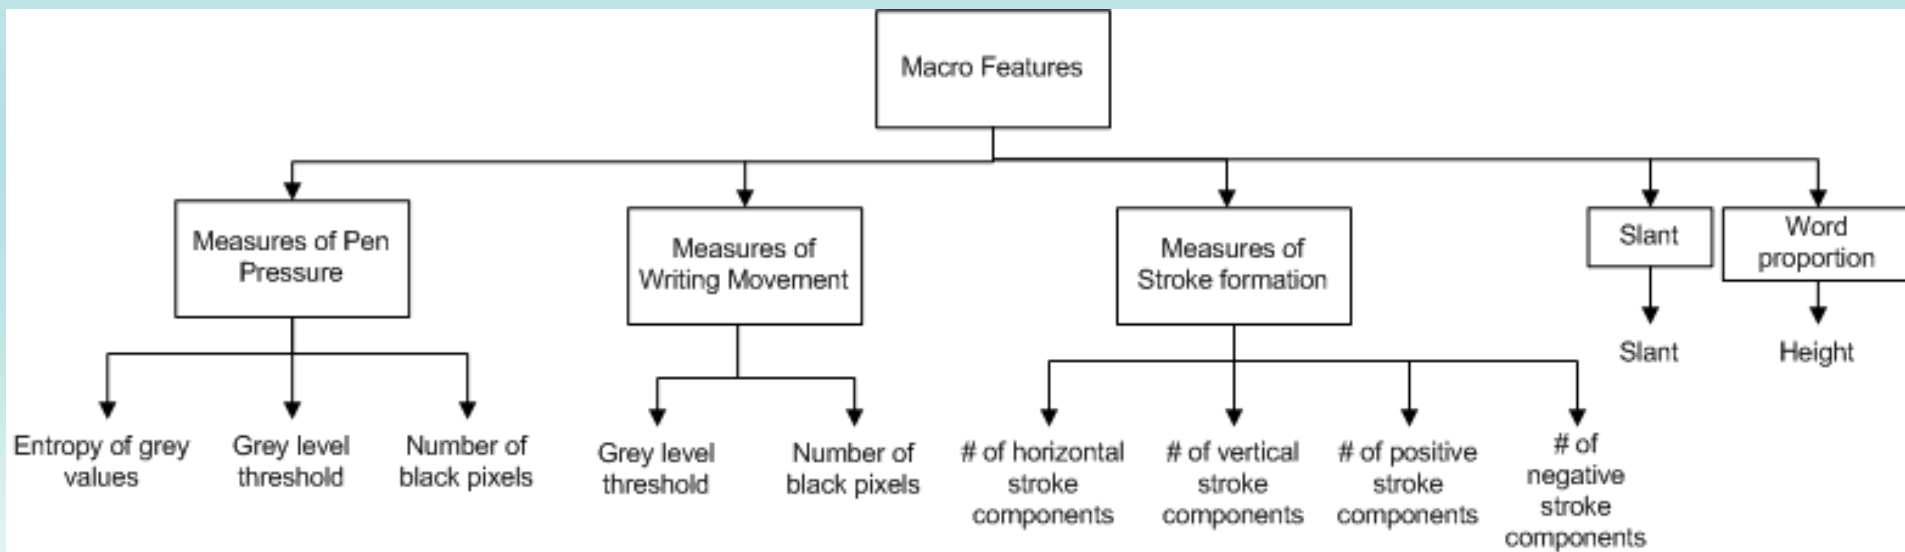 Macro Features
Measures of Pen
Pressure
Measures of
Writing Movement
Measures of
Stroke formation
Slant
Word
proportion
Entropy of grey
values
Grey level
threshold
Number of
black pixels
Grey level
threshold
Number of
black pixels
# of horizontal
stroke
components
# of vertical
stroke
components
# of positive
stroke
components
# of
negative
stroke
components
Slant
Height